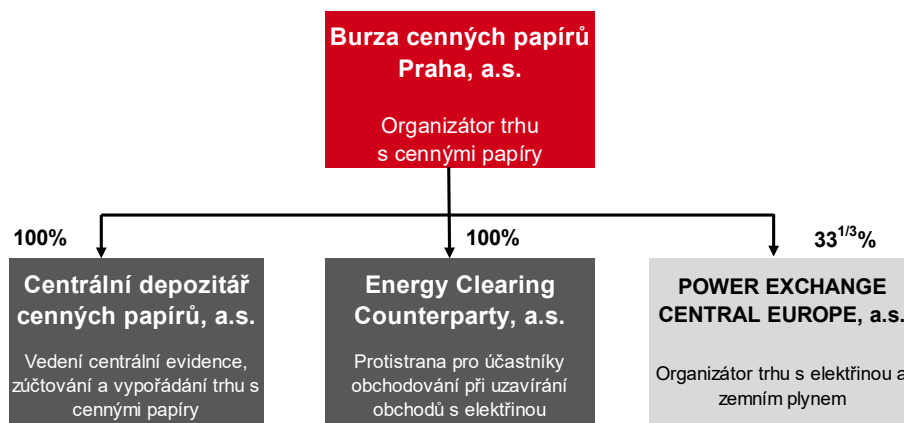 Burza cenných papírů
Praha, a.s.
Organizátor trhu
s cennými papíry
100%
100%
33^{1/3}%
Centrální depozitář
cenných papírů, a.s.
Vedení centrální evidence,
zúčtování a vypořádání trhu s
cennými papíry
Energy Clearing
Counterparty, a.s.
Protistrana pro účastníky
obchodování při uzavírání
obchodů s elektřinou
POWER EXCHANGE
CENTRAL EUROPE, a.s.
Organizátor trhu s elektřinou a
zemním plynem